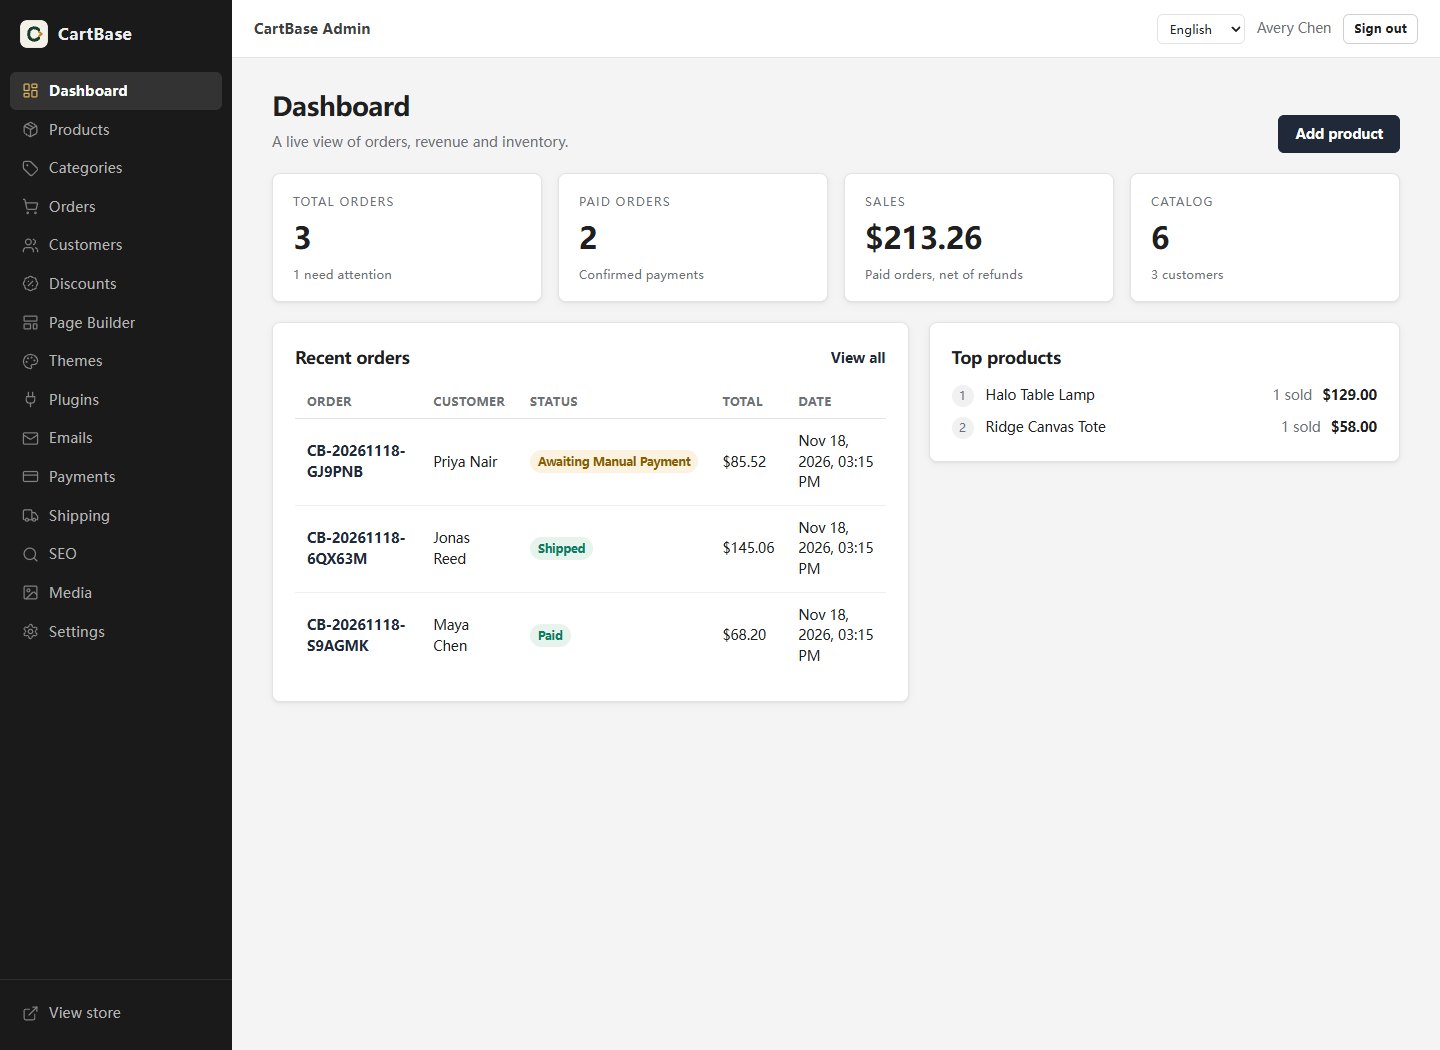 CartBase
Dashboard
Products
Categories
Orders
Customers
Discounts
Page Builder
Themes
Plugins
Emails
Payments
Shipping
SEO
Media
Settings
View store
CartBase Admin
English
Avery Chen
Sign out
Dashboard
A live view of orders, revenue and inventory.
Add product
TOTAL ORDERS
3
1 need attention
PAID ORDERS
2
Confirmed payments
SALES
$213.26
Paid orders, net of refunds
CATALOG
6
3 customers
Recent orders
View all
ORDER CUSTOMER STATUS TOTAL DATE
CB-20261118-
GJ9PNB
Priya Nair
Awaiting Manual Payment
$85.52
Nov 18,
2026, 03:15
PM
CB-20261118-
6QX63M
Jonas
Reed
Shipped
$145.06
Nov 18,
2026, 03:15
PM
CB-20261118-
S9AGMK
Maya
Chen
Paid
$68.20
Nov 18,
2026, 03:15
PM
Top products
1 Halo Table Lamp 1 sold $129.00
2 Ridge Canvas Tote 1 sold $58.00